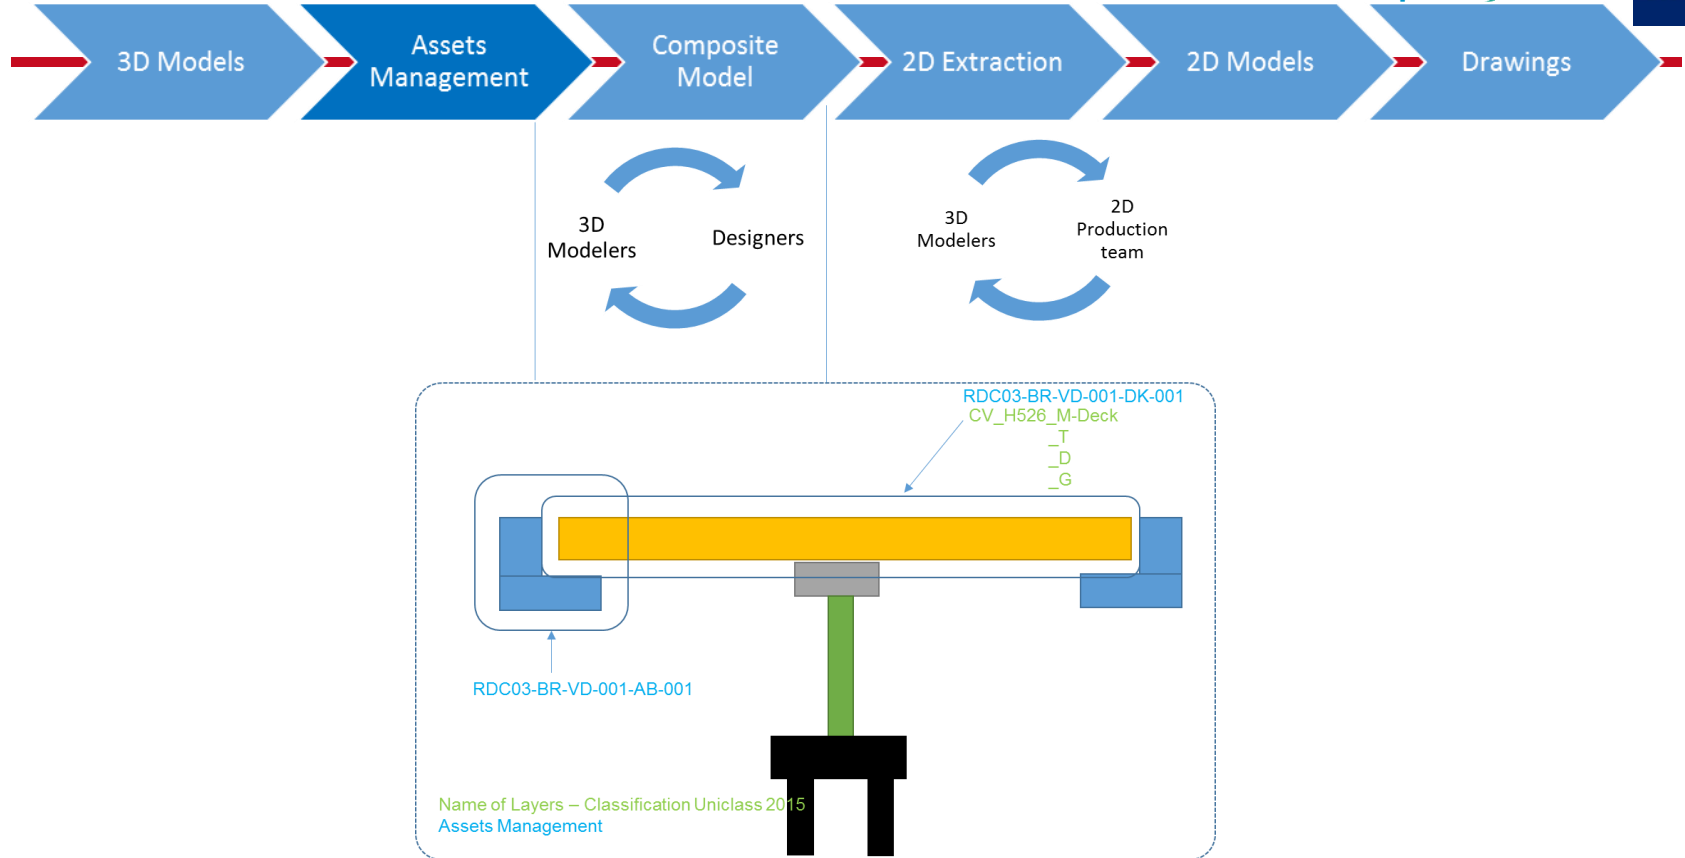 3D Models
Assets
Management
Composite
Model
2D Extraction
2D Models
Drawings
3D
Modelers
Designers
3D
Modelers
2D
Production
team
RDC03-BR-VD-001-DK-001
CV_H526_M-Deck
_T
_D
_G
RDC03-BR-VD-001-AB-001
Name of Layers – Classification Uniclass 2015
Assets Management